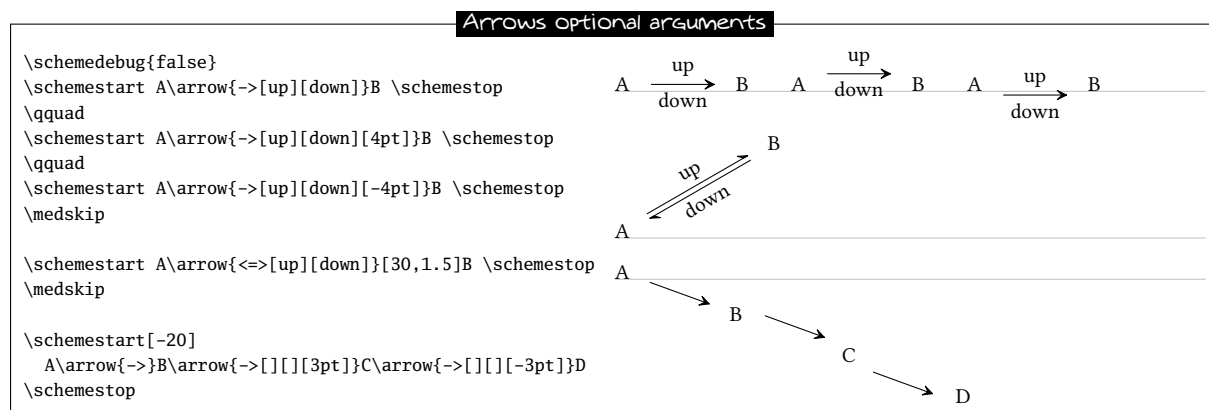 Arrows optional arguments
\schemedebug{false}
\schemestart A\arrow{->[up][down]}B \schemestop
\qquad
\schemestart A\arrow{->[up][down][4pt]}B \schemestop
\qquad
\schemestart A\arrow{->[up][down][-4pt]}B \schemestop
\medskip
\schemestart A\arrow{<=>[up][down]}[30,1.5]B \schemestop
\medskip
\schemestart[-20]
A\arrow{->}B\arrow{->[][][3pt]}C\arrow{->[][][-3pt]}D
\schemestop
A up down B A up down B A up down B
B
up
down
A
A
B
C
D